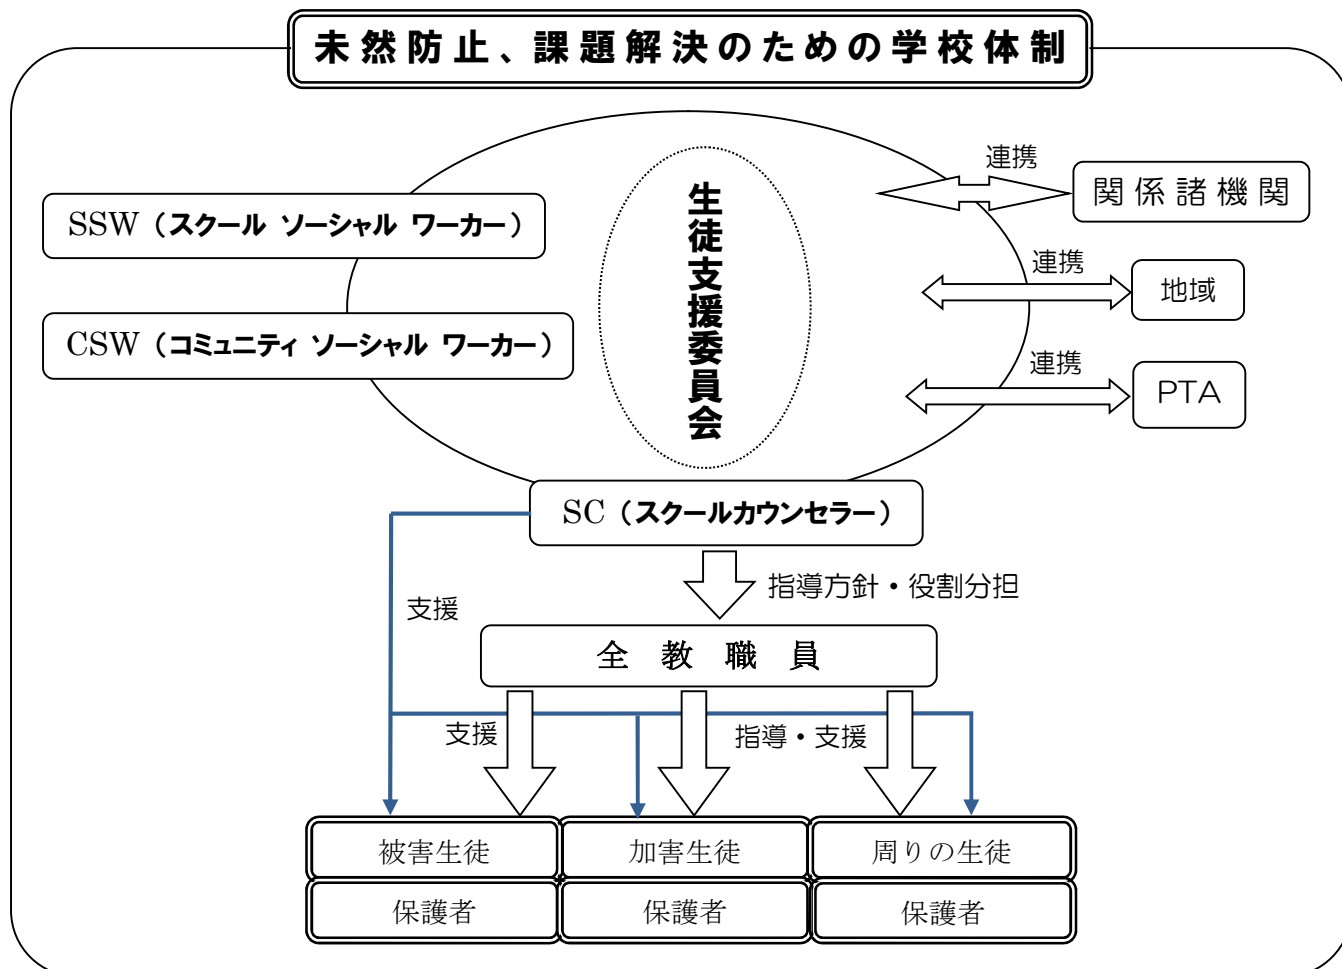 未然防止、課題解決のための学校体制
連携
関係諸機関
SSW（スクール ソーシャル ワーカー）
生徒支援委員会
連携
地域
CSW（コミュニティ ソーシャル ワーカー）
連携
PTA
SC（スクールカウンセラー）
指導方針・役割分担
支援
全教職員
支援
指導・支援
被害生徒
加害生徒
周りの生徒
保護者
保護者
保護者